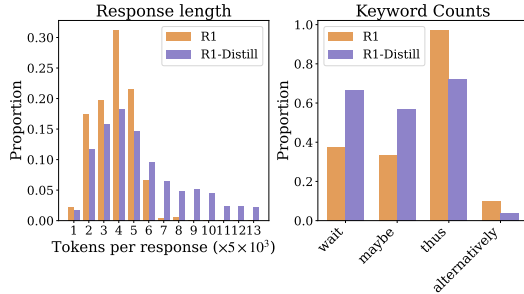 Response length
Proportion
0.30
0.25
0.20
0.15
0.10
0.05
0.00
R1
R1-Distill
1 2 3 4 5 6 7 8 9 10 11 12 13
Tokens per response (×5 × 10³)
Keyword Counts
Proportion
1.0
0.8
0.6
0.4
0.2
0.0
R1
R1-Distill
wait
maybe
thus
alternatively